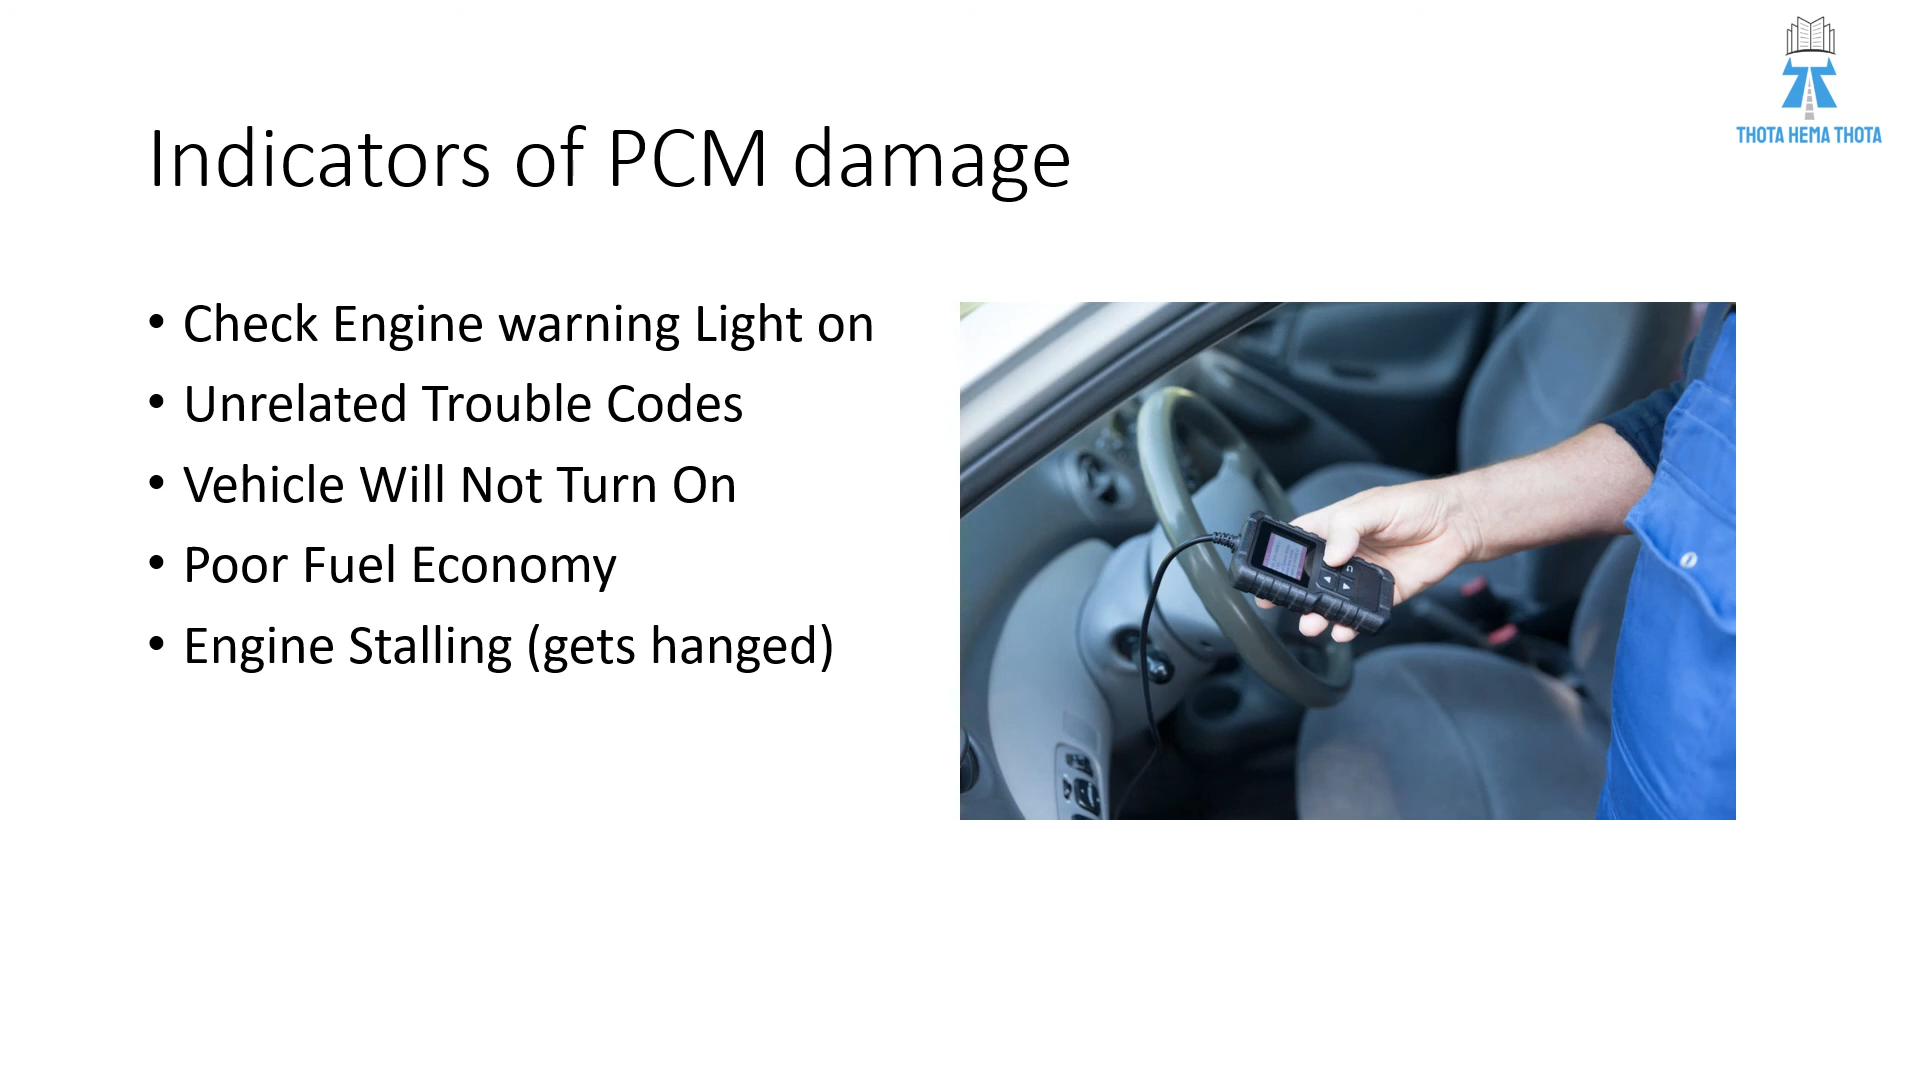 THOTA HEMA THOTA
Indicators of PCM damage
• Check Engine warning Light on
• Unrelated Trouble Codes
• Vehicle Will Not Turn On
• Poor Fuel Economy
• Engine Stalling (gets hanged)